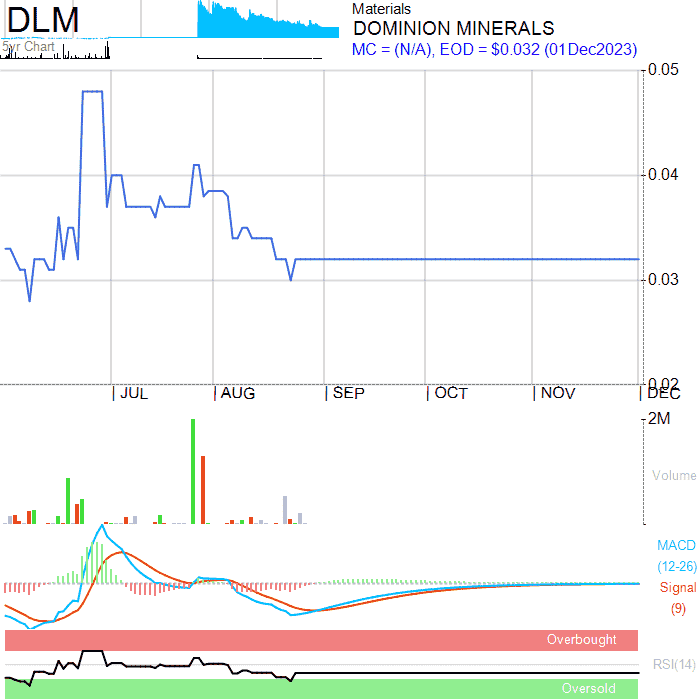 DLM
5yr Chart
Materials
DOMINION MINERALS
MC = (N/A), EOD = $0.032 (01Dec2023)
0.05
0.04
0.03
0.02
JUL
AUG
SEP
OCT
NOV
DEC
2M
Volume
MACD
(12-26)
Signal
(9)
Overbought
RSI(14)
Oversold